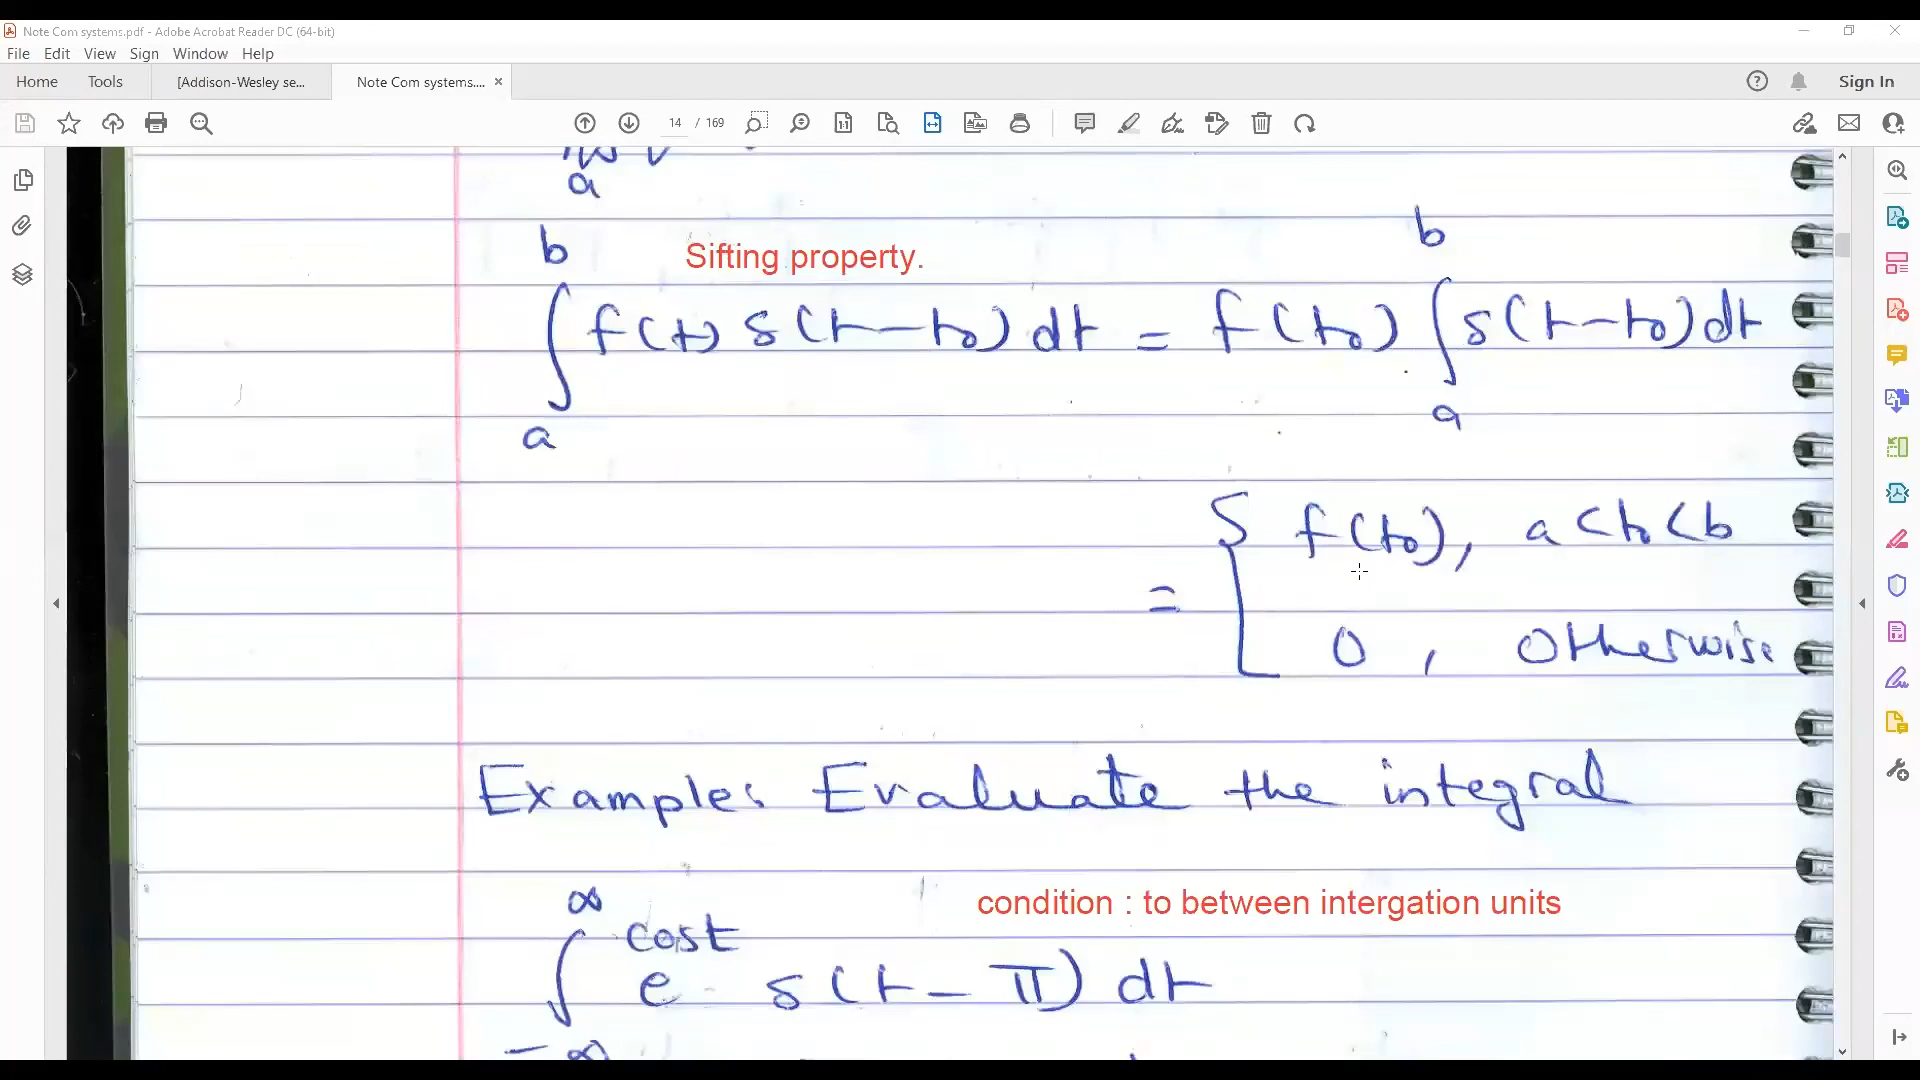 Note Com systems.pdf - Adobe Acrobat Reader DC (64-bit)
File Edit View Sign Window Help
Home Tools [Addison-Wesley se... Note Com systems.... × Sign In
14 / 169
a
b Sifting property. b
∫ f(t) δ(t-t₀) dt = f(t₀) ∫ δ(t-t₀) dt
a a
= { f(t₀), a<t₀<b
0, Otherwise
Example: Evaluate the integral
∞ cost condition : to between intergation units
∫ e δ(t-π) dt
-∞